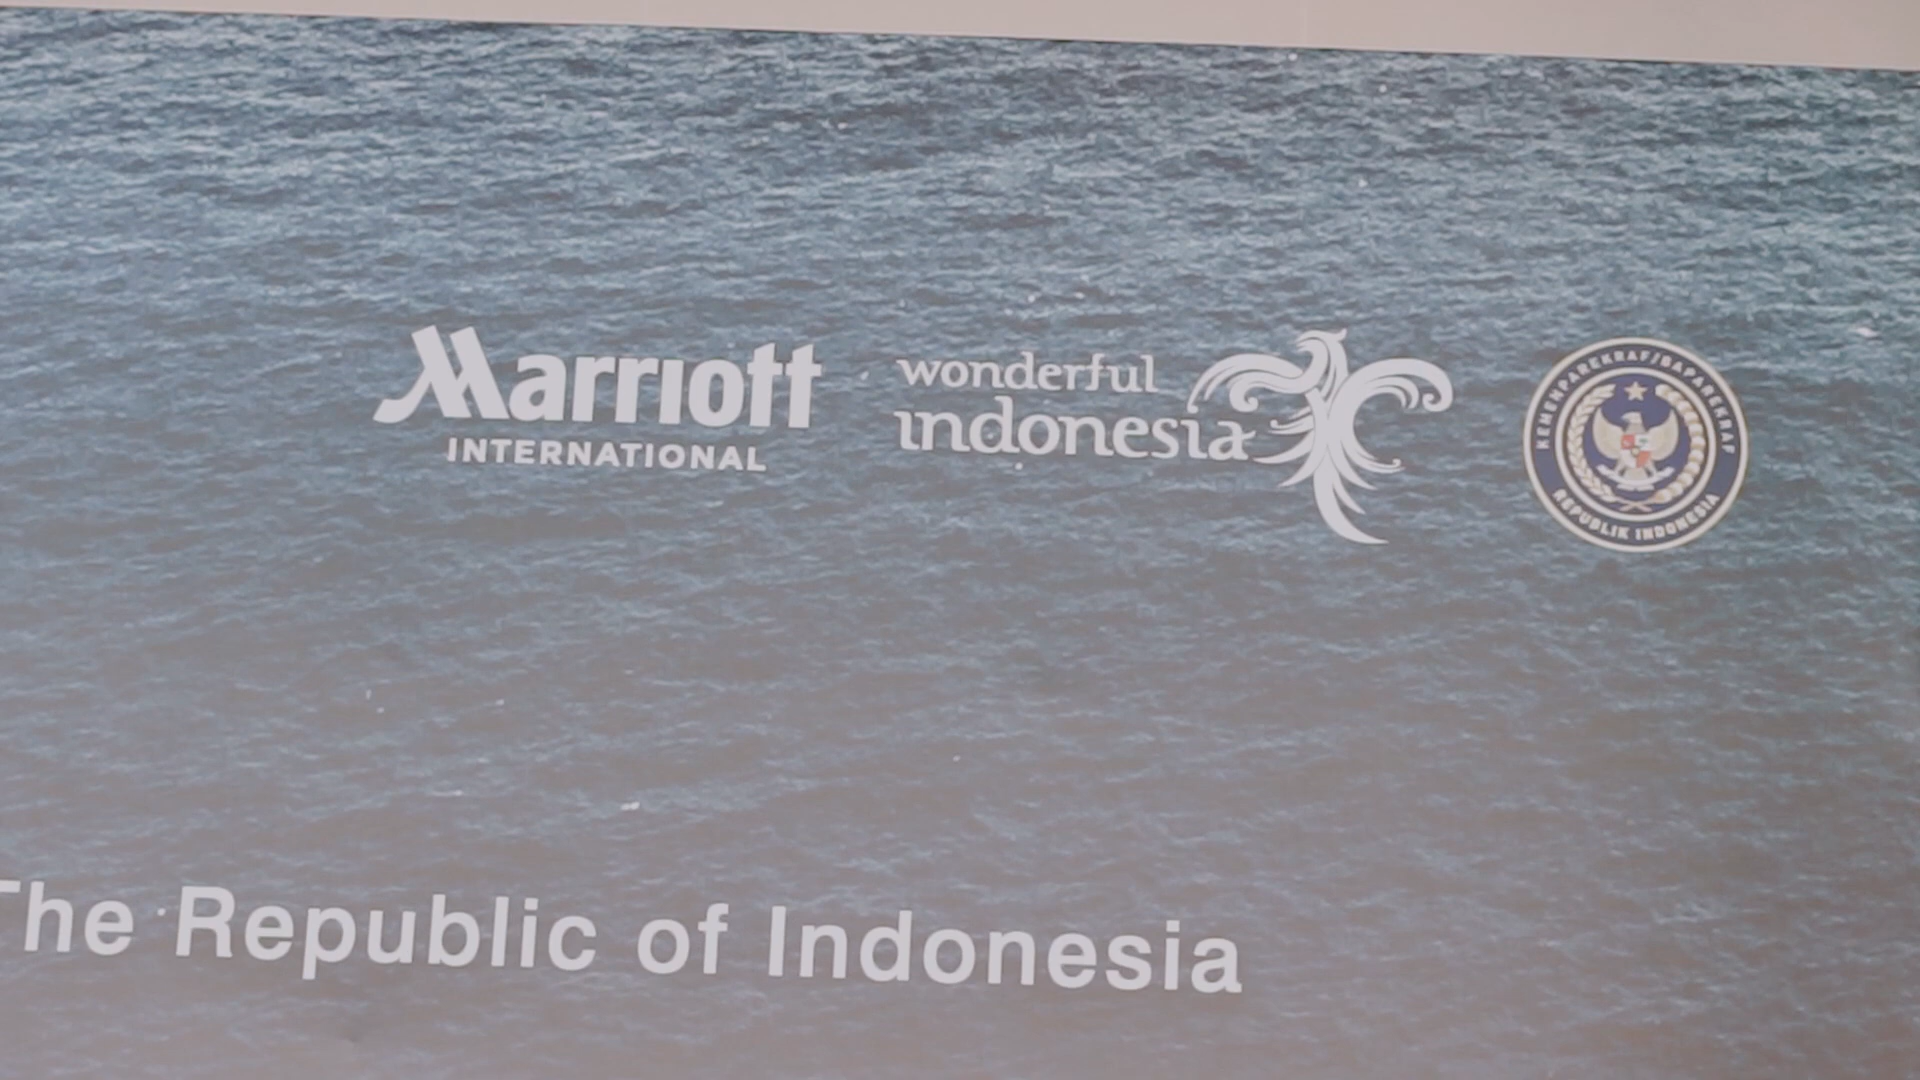 Marriott
INTERNATIONAL
wonderful
indonesia
KEMENPAREKRAF/BAPAREKRAF
REPUBLIK INDONESIA
The Republic of Indonesia